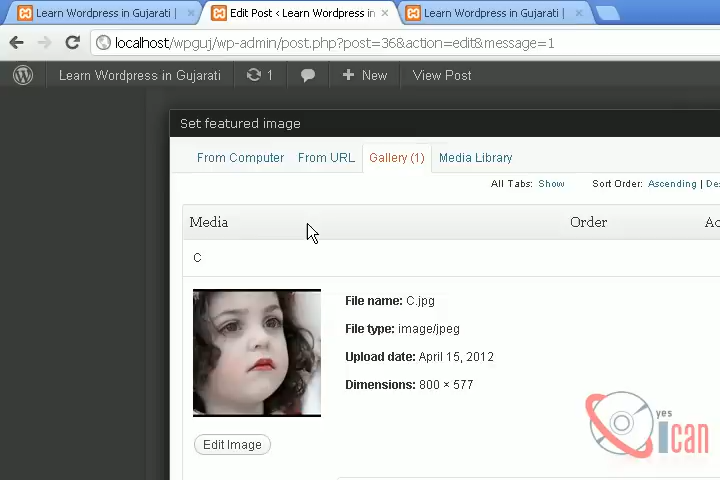 Learn Wordpress in Gujarati |
Edit Post < Learn Wordpress in
Learn Wordpress in Gujarati |
localhost/wpguj/wp-admin/post.php?post=36&action=edit&message=1
Learn Wordpress in Gujarati 1 New View Post
Set featured image
From Computer From URL Gallery (1) Media Library
All Tabs: Show Sort Order: Ascending |
Media Order
C
File name: C.jpg
File type: image/jpeg
Upload date: April 15, 2012
Dimensions: 800 × 577
Edit Image
yes
ican